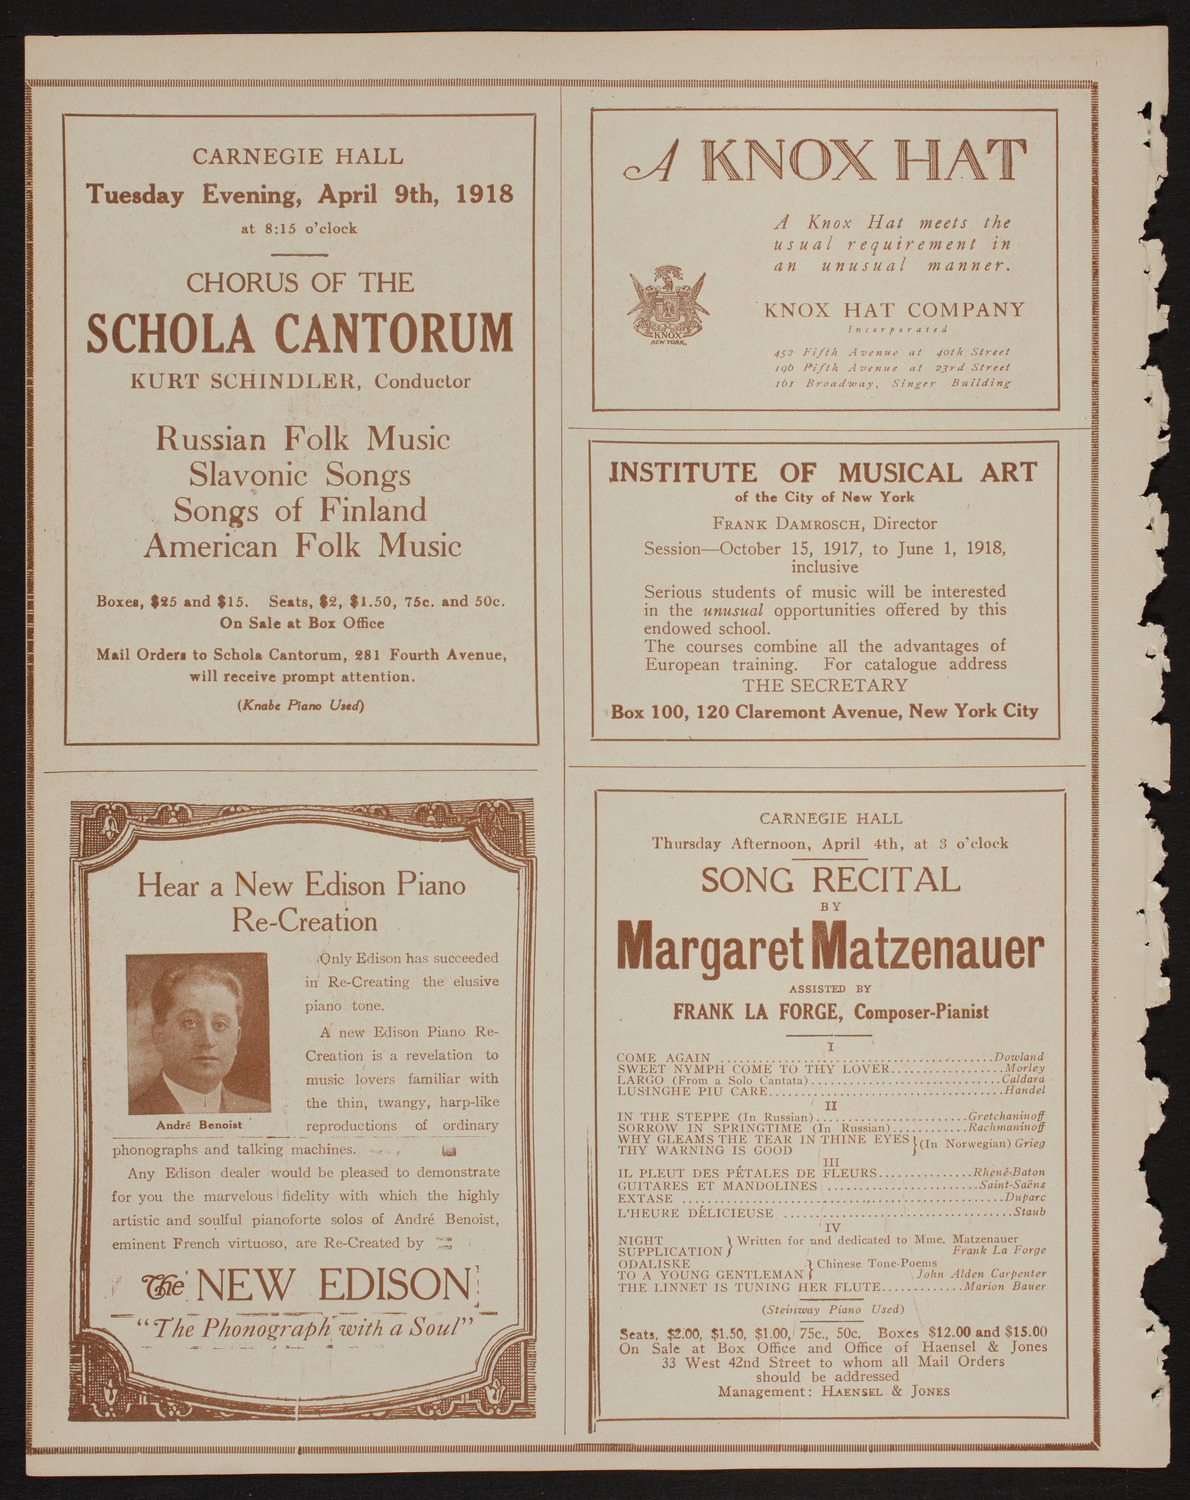 CARNEGIE HALL
Tuesday Evening, April 9th, 1918
at 8:15 o'clock
CHORUS OF THE
SCHOLA CANTORUM
KURT SCHINDLER, Conductor
Russian Folk Music
Slavonic Songs
Songs of Finland
American Folk Music
Boxes, $25 and $15. Seats, $2, $1.50, 75c. and 50c.
On Sale at Box Office
Mail Orders to Schola Cantorum, 281 Fourth Avenue,
will receive prompt attention.
(Knabe Piano Used)
Hear a New Edison Piano
Re-Creation
Only Edison has succeeded
in Re-Creating the elusive
piano tone.
A new Edison Piano Re-
Creation is a revelation to
music lovers familiar with
the thin, twangy, harp-like
reproductions of ordinary
André Benoist
phonographs and talking machines.
Any Edison dealer would be pleased to demonstrate
for you the marvelous fidelity with which the highly
artistic and soulful pianoforte solos of André Benoist,
eminent French virtuoso, are Re-Created by
The NEW EDISON
"The Phonograph with a Soul"
A KNOX HAT
A Knox Hat meets the
usual requirement in
an unusual manner.
KNOX
NEW YORK.
KNOX HAT COMPANY
Incorporated
452 Fifth Avenue at 40th Street
196 Fifth Avenue at 23rd Street
161 Broadway, Singer Building
INSTITUTE OF MUSICAL ART
of the City of New York
FRANK DAMROSCH, Director
Session—October 15, 1917, to June 1, 1918,
inclusive
Serious students of music will be interested
in the unusual opportunities offered by this
endowed school.
The courses combine all the advantages of
European training. For catalogue address
THE SECRETARY
Box 100, 120 Claremont Avenue, New York City
CARNEGIE HALL
Thursday Afternoon, April 4th, at 3 o'clock
SONG RECITAL
BY
Margaret Matzenauer
ASSISTED BY
FRANK LA FORGE, Composer-Pianist
I
COME AGAIN ........................................Dowland
SWEET NYMPH COME TO THY LOVER.................Morley
LARGO (From a Solo Cantata).............................Caldara
LUSINGHE PIU CARE...................................Handel
II
IN THE STEPPE (In Russian).......................Gretchaninoff
SORROW IN SPRINGTIME (In Russian)............Rachmaninoff
WHY GLEAMS THE TEAR IN THINE EYES } (In Norwegian) Grieg
THY WARNING IS GOOD
III
IL PLEUT DES PÉTALES DE FLEURS..............Rhené-Baton
GUITARES ET MANDOLINES .......................Saint-Saëns
EXTASE .................................................Duparc
L'HEURE DÉLICIEUSE ...................................Staub
IV
NIGHT } Written for and dedicated to Mme. Matzenauer
SUPPLICATION } Frank La Forge
ODALISKE } Chinese Tone-Poems
TO A YOUNG GENTLEMAN } John Alden Carpenter
THE LINNET IS TUNING HER FLUTE.............Marion Bauer
(Steinway Piano Used)
Seats, $2.00, $1.50, $1.00, 75c., 50c. Boxes $12.00 and $15.00
On Sale at Box Office and Office of Haensel & Jones
33 West 42nd Street to whom all Mail Orders
should be addressed
Management: HAENSEL & JONES